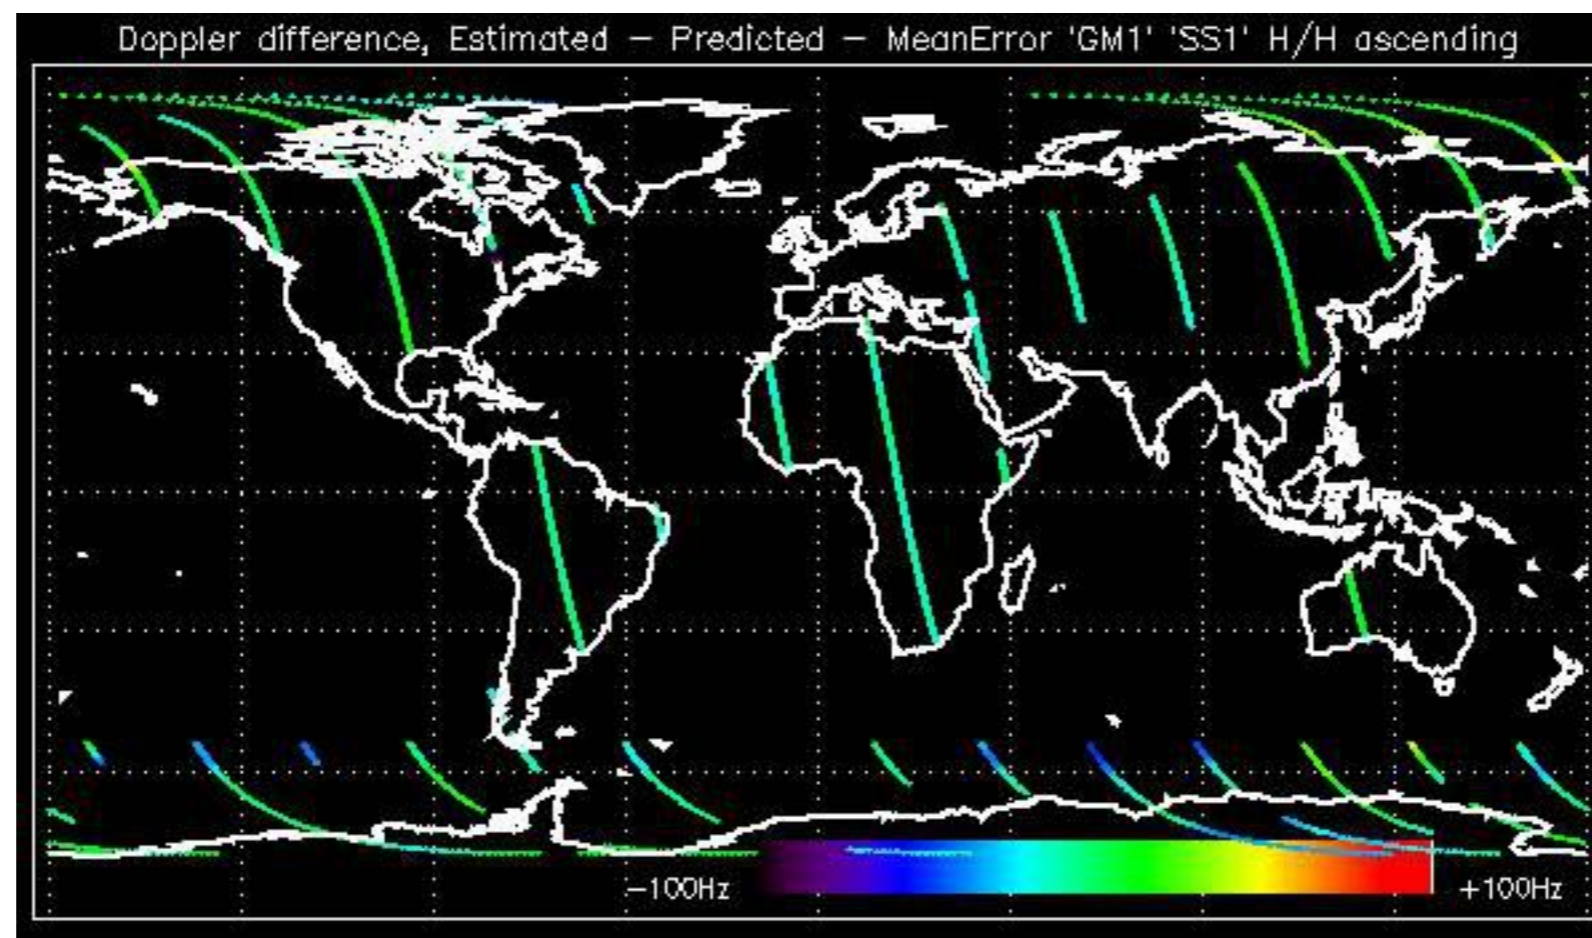 Doppler difference, Estimated — Predicted — MeanError 'GM1' 'SS1' H/H ascending
−100Hz
+100Hz